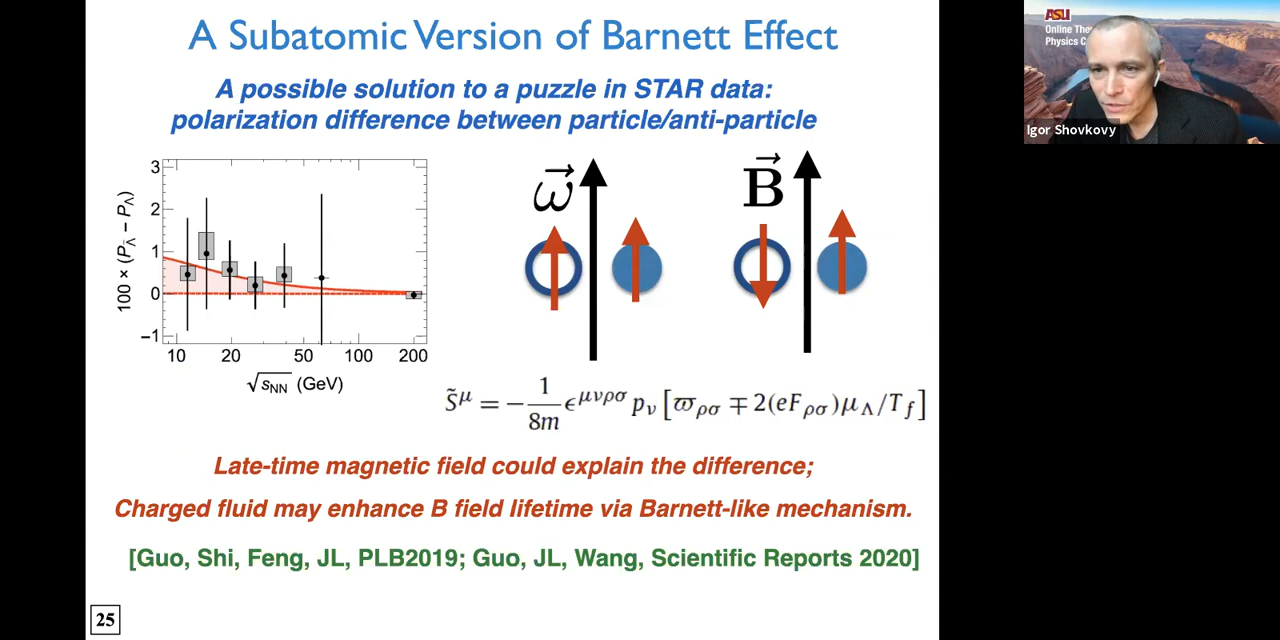 A Subatomic Version of Barnett Effect
A possible solution to a puzzle in STAR data:
polarization difference between particle/anti-particle
100 × (P_Λ̄ − P_Λ)
3
2
1
0
−1
10 20 50 100 200
√s_NN (GeV)
ω⃗
B⃗
S̃^μ = − 1/8m ϵ^μνρσ p_ν [ϖ_ρσ ∓ 2(eF_ρσ)μ_Λ/T_f]
Late-time magnetic field could explain the difference;
Charged fluid may enhance B field lifetime via Barnett-like mechanism.
[Guo, Shi, Feng, JL, PLB2019; Guo, JL, Wang, Scientific Reports 2020]
25
ASU
Online
Physics
Igor Shovkovy